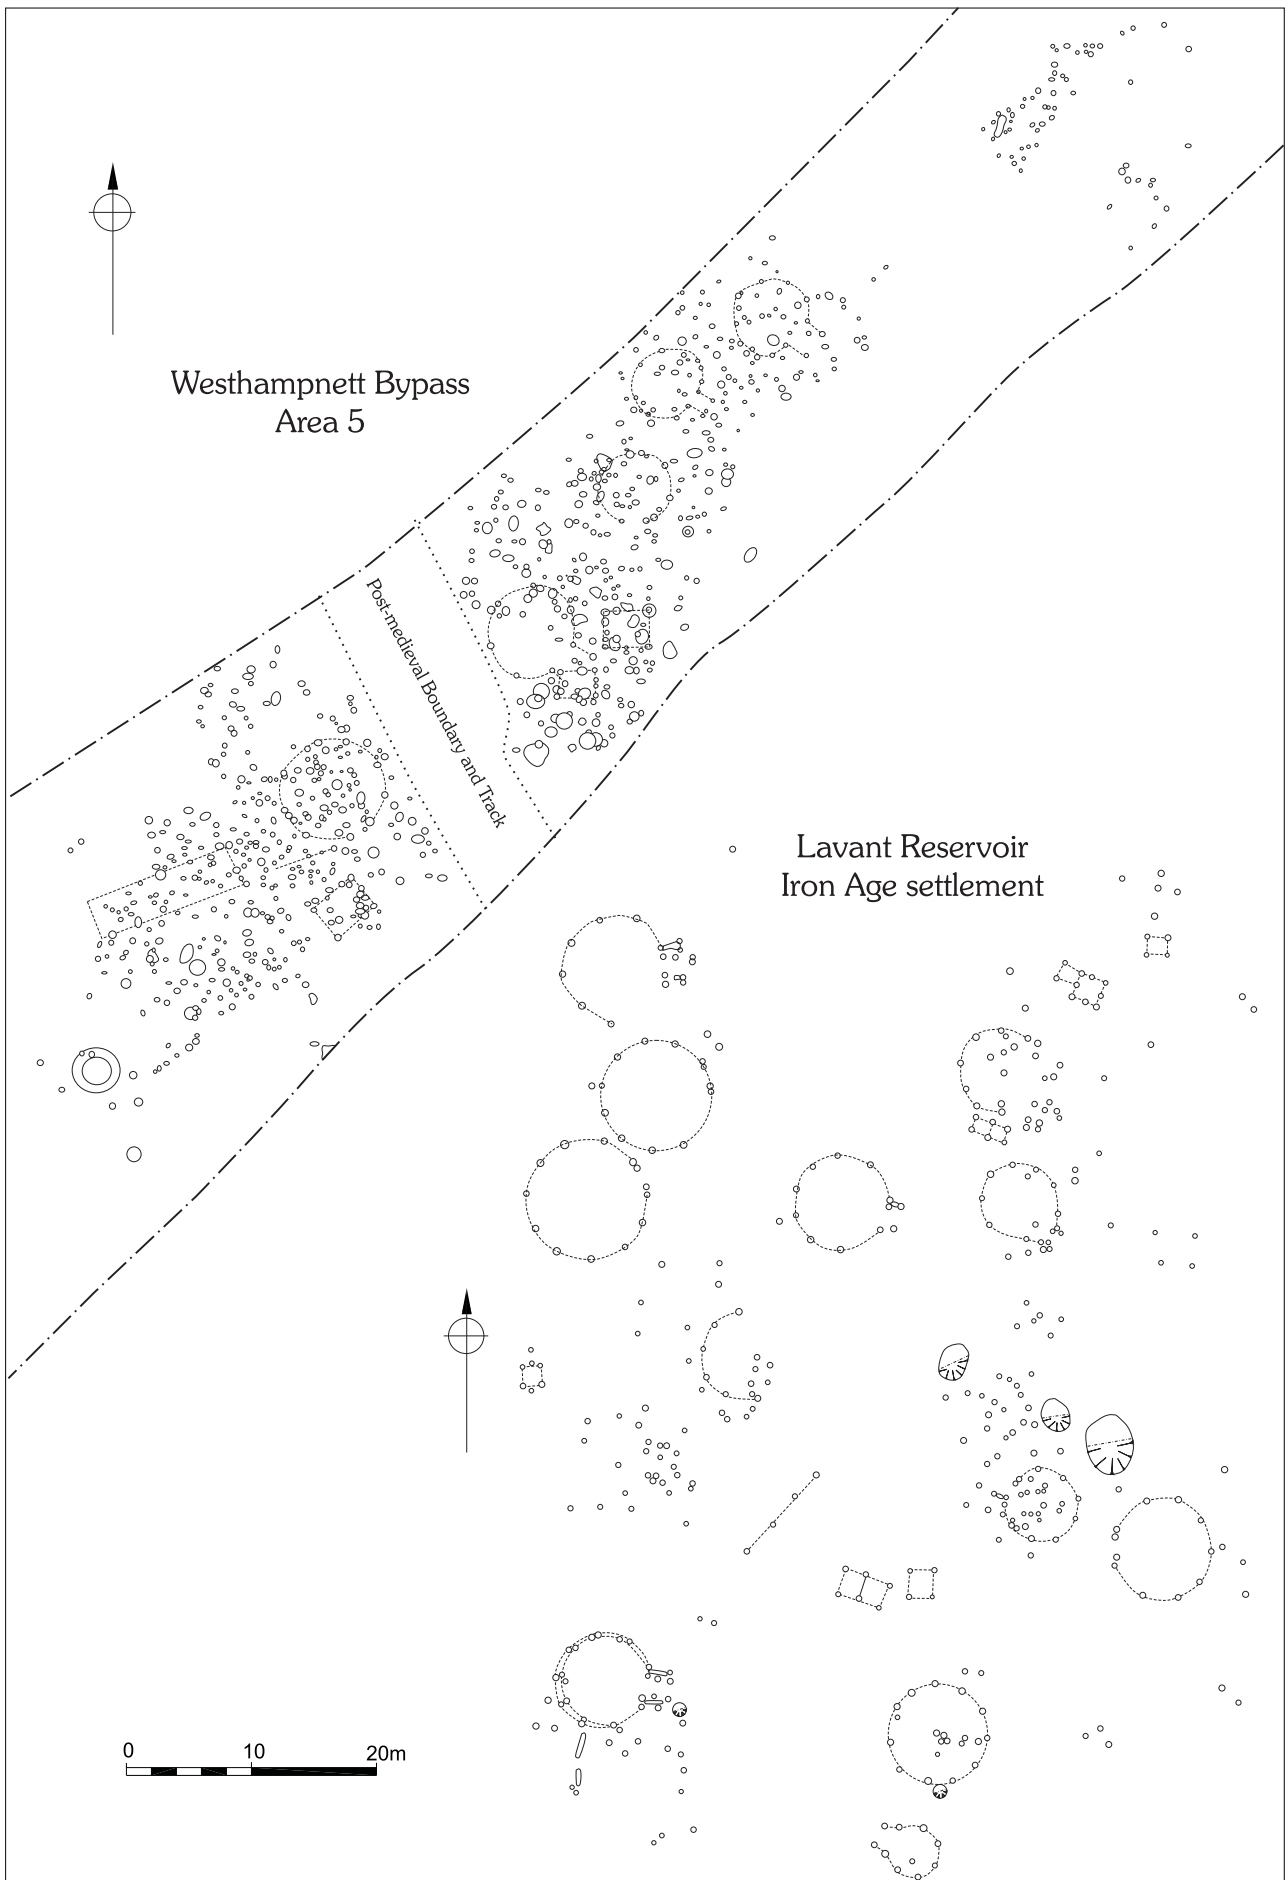 Westhampnett Bypass
Area 5
Post-medieval Boundary and Track
Lavant Reservoir
Iron Age settlement
0 10 20m